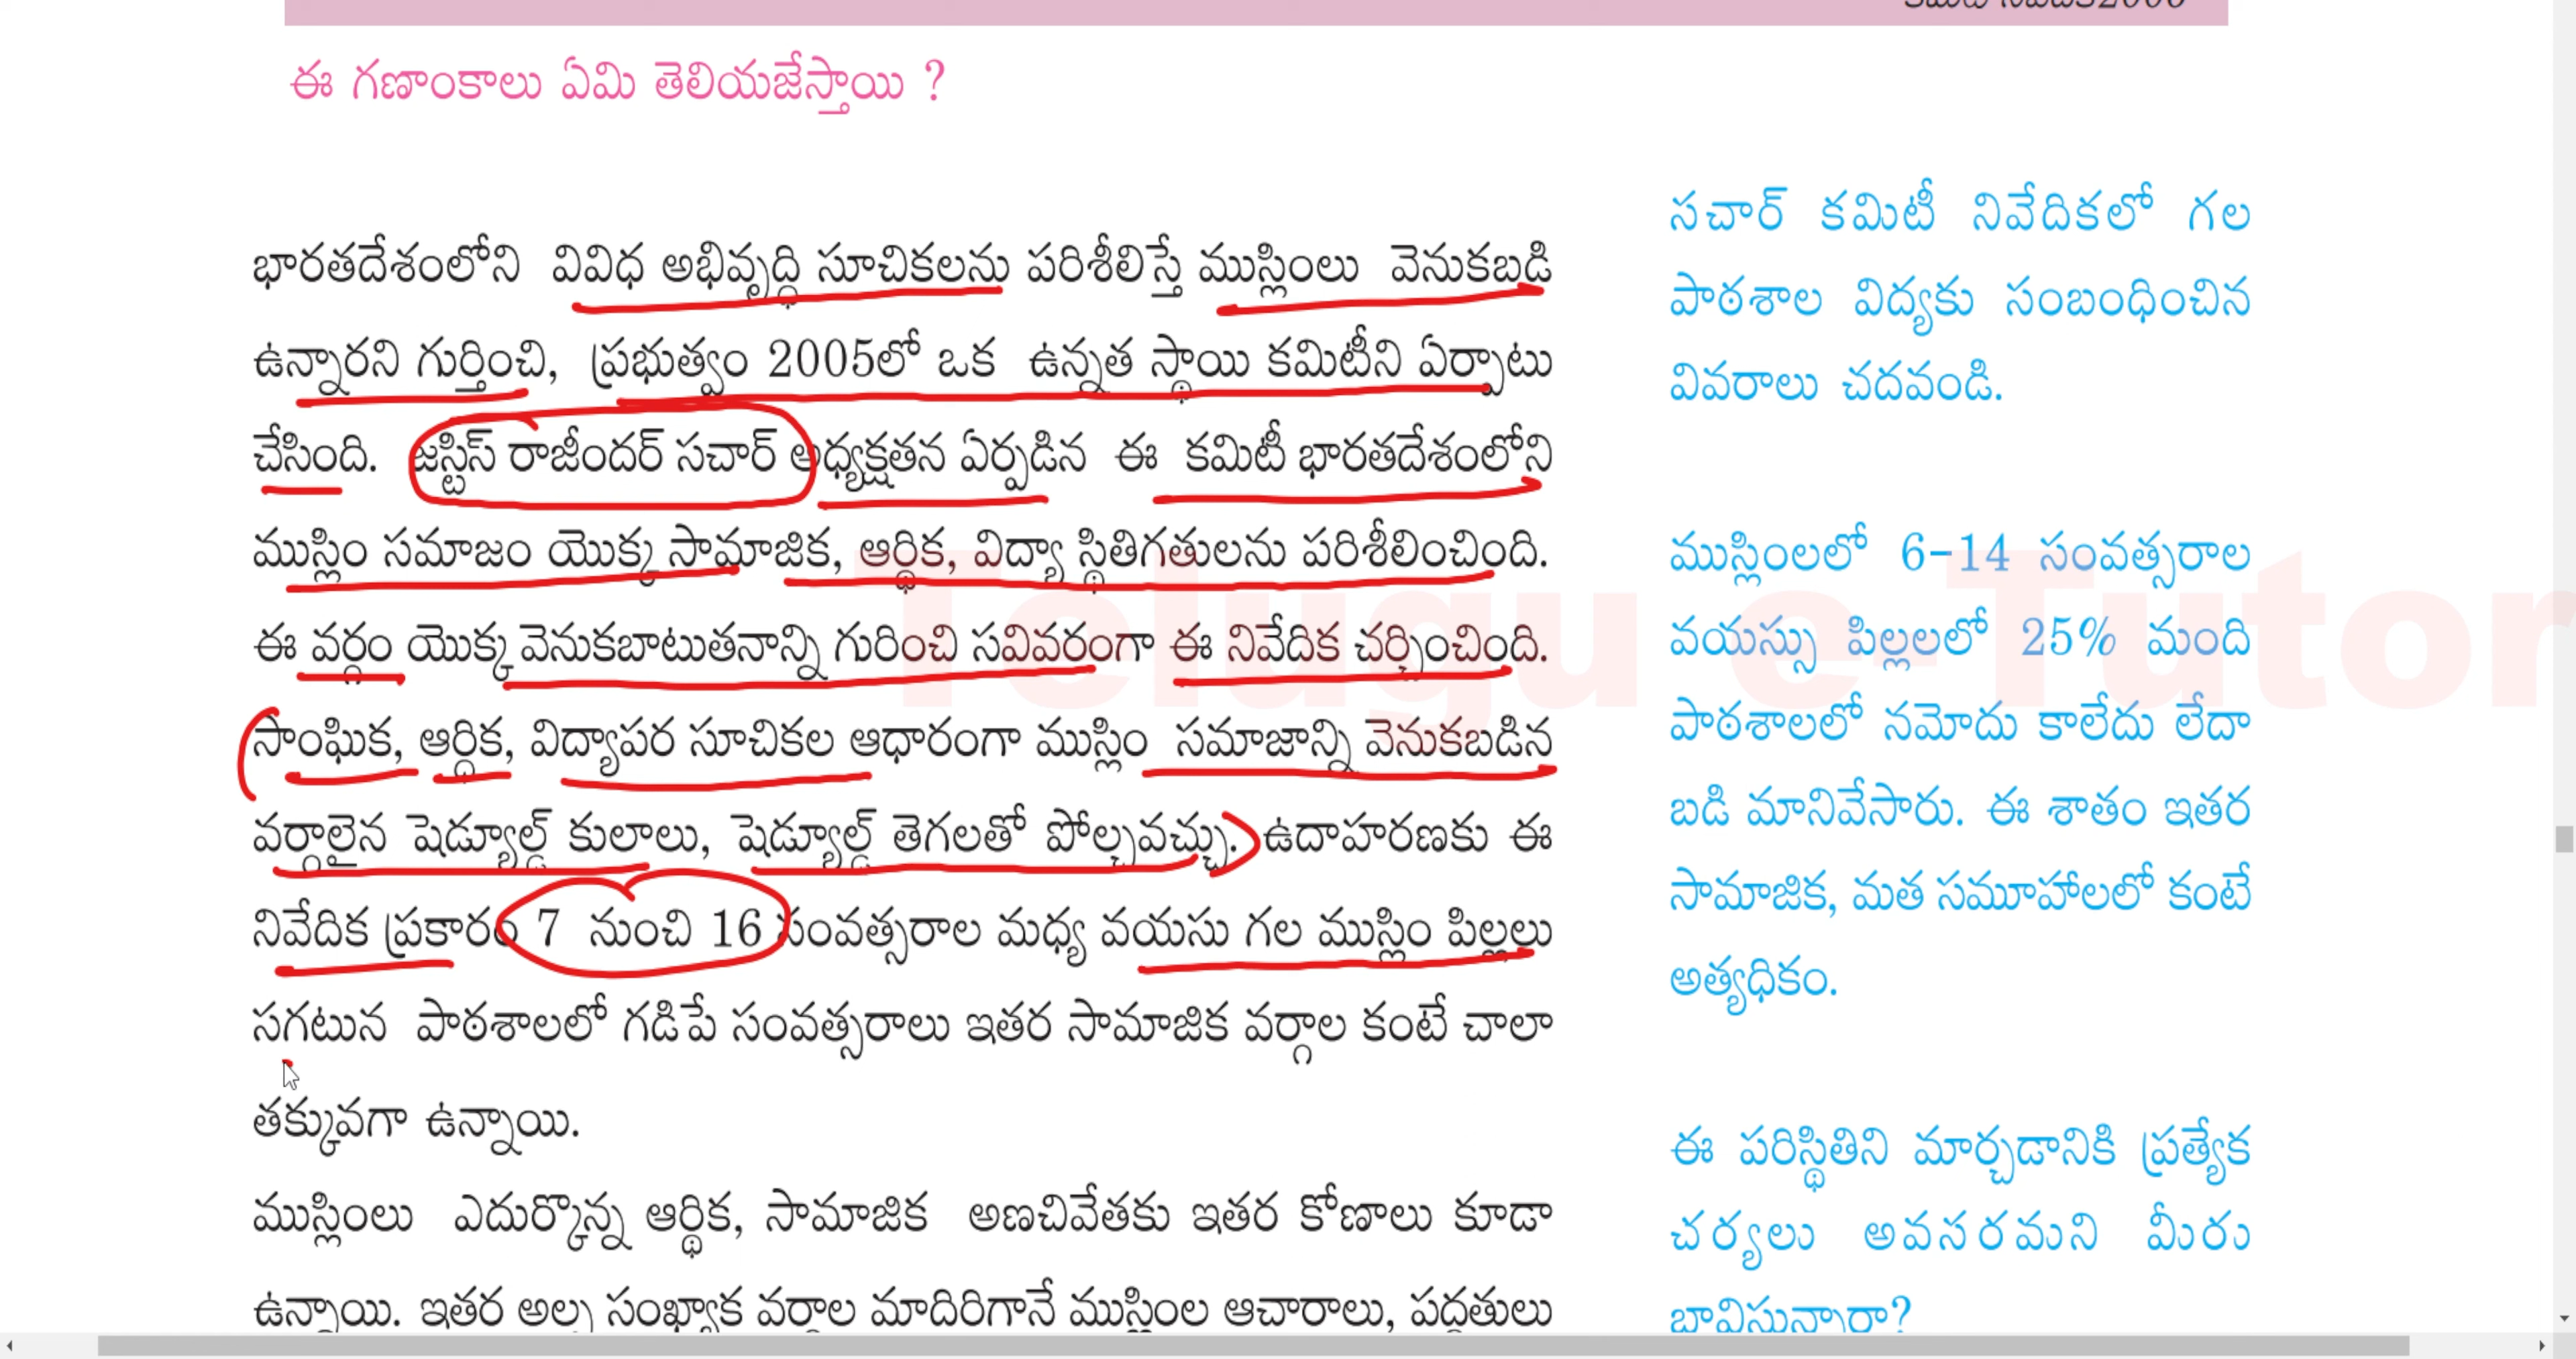 ఈ గణాంకాలు ఏమి తెలియజేస్తాయి ?
భారతదేశంలోని వివిధ అభివృద్ధి సూచికలను పరిశీలిస్తే ముస్లింలు వెనుకబడి
ఉన్నారని గుర్తించి, ప్రభుత్వం 2005లో ఒక ఉన్నత స్థాయి కమిటీని ఏర్పాటు
చేసింది. జస్టిస్ రాజీందర్ సచార్ అధ్యక్షతన ఏర్పడిన ఈ కమిటీ భారతదేశంలోని
ముస్లిం సమాజం యొక్క సామాజిక, ఆర్థిక, విద్యా స్థితిగతులను పరిశీలించింది.
ఈ వర్గం యొక్క వెనుకబాటుతనాన్ని గురించి సవివరంగా ఈ నివేదిక చర్చించింది.
సాంఘిక, ఆర్థిక, విద్యాపర సూచికల ఆధారంగా ముస్లిం సమాజాన్ని వెనుకబడిన
వర్గాలైన షెడ్యూల్డ్ కులాలు, షెడ్యూల్డ్ తెగలతో పోల్చవచ్చు. ఉదాహరణకు ఈ
నివేదిక ప్రకారం 7 నుంచి 16 సంవత్సరాల మధ్య వయసు గల ముస్లిం పిల్లలు
సగటున పాఠశాలలో గడిపే సంవత్సరాలు ఇతర సామాజిక వర్గాల కంటే చాలా
తక్కువగా ఉన్నాయి.
ముస్లింలు ఎదుర్కొన్న ఆర్థిక, సామాజిక అణచివేతకు ఇతర కోణాలు కూడా
ఉన్నాయి. ఇతర అల్ప సంఖ్యాక వర్గాల మాదిరిగానే ముస్లింల ఆచారాలు, పద్ధతులు
సచార్ కమిటీ నివేదికలో గల
పాఠశాల విద్యకు సంబంధించిన
వివరాలు చదవండి.
ముస్లింలలో 6-14 సంవత్సరాల
వయస్సు పిల్లలలో 25% మంది
పాఠశాలలో నమోదు కాలేదు లేదా
బడి మానివేసారు. ఈ శాతం ఇతర
సామాజిక, మత సమూహాలలో కంటే
అత్యధికం.
ఈ పరిస్థితిని మార్చడానికి ప్రత్యేక
చర్యలు అవసరమని మీరు
భావిస్తున్నారా?
Telugu e-Tutor